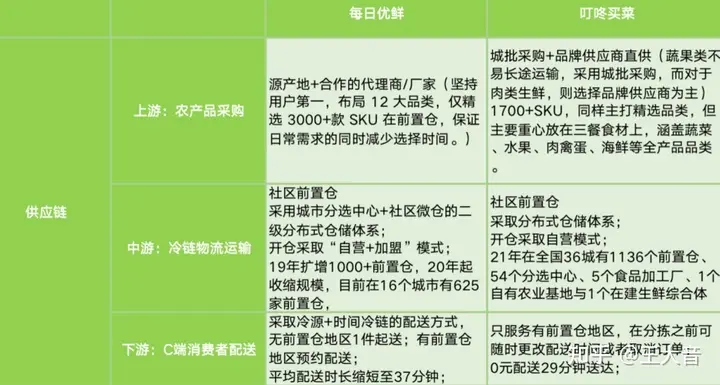 每日优鲜
叮咚买菜
供应链
上游：农产品采购
源产地+合作的代理商/厂家（坚持
用户第一，布局 12 大品类，仅精
选 3000+款 SKU 在前置仓，保证
日常需求的同时减少选择时间。）
城批采购+品牌供应商直供（蔬果类不
易长途运输，采用城批采购，而对于
肉类生鲜，则选择品牌供应商为主）
1700+SKU，同样主打精选品类，但
主要重心放在三餐食材上，涵盖蔬菜
、水果、肉禽蛋、海鲜等全产品品类
。
中游：冷链物流运输
社区前置仓
采用城市分选中心+社区微仓的二
级分布式仓储体系；
开仓采取“自营+加盟”模式；
19年扩增1000+前置仓，20年起
收缩规模，目前在16个城市有625
家前置仓，
社区前置仓
采取分布式仓储体系；
开仓采取自营模式；
21年在全国36城有1136个前置仓、
54个分选中心、5个食品加工厂、1个
自有农业基地与1个在建生鲜综合体
下游：C端消费者配送
采取冷源+时间冷链的配送方式，
无前置仓地区1件起送；有前置仓
地区预约配送；
平均配送时长缩短至37分钟；
只服务有前置仓地区，在分拣之前可
随时更改配送时间或者取消订单；
0元配送29分钟送达；
知乎 @王大音